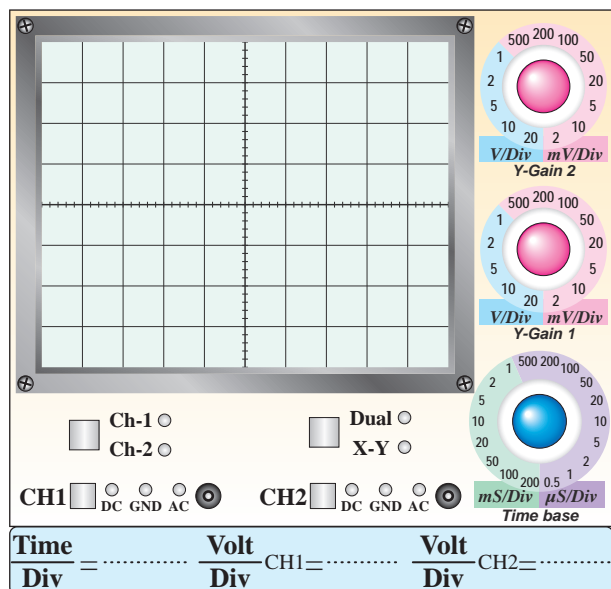 500 200 100
1 50
2 20
5 10
10 5
20 2
V/Div mV/Div
Y-Gain 2
500 200 100
1 50
2 20
5 10
10 5
20 2
V/Div mV/Div
Y-Gain 1
500 200 100
1 50
2 20
5 10
10
20 5
50 2
100 1
200 0.5
mS/Div µS/Div
Time base
Ch-1
Ch-2
Dual
X-Y
CH1 DC GND AC
CH2 DC GND AC
Time/Div = ............ Volt/Div CH1= ............ Volt/Div CH2= ............